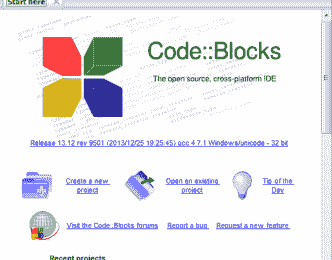 Start here
Code::Blocks
The open source, cross-platform IDE
Release 13.12 rev 9501 (2013/12/25 19:25:45) gcc 4.7.1 Windows/unicode - 32 bit
Create a new
project
Open an existing
project
Tip of the
Day
Visit the Code::Blocks forums
Report a bug
Request a new feature
Recent projects